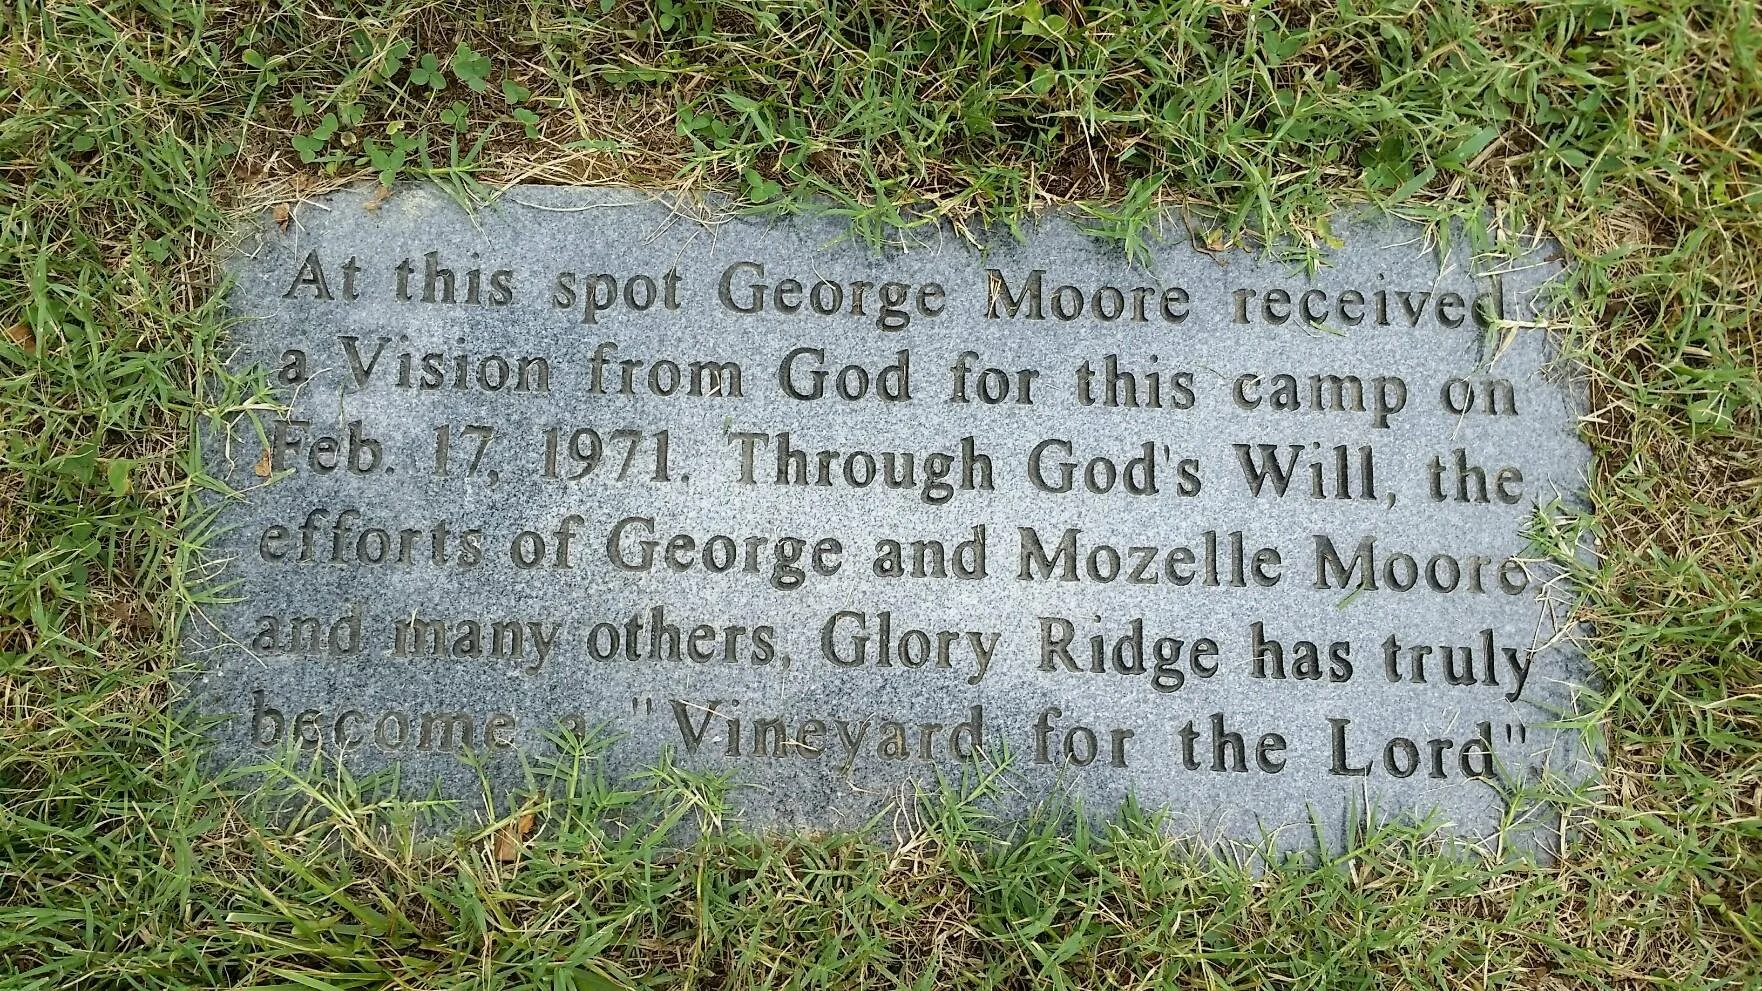 At this spot George Moore received
a Vision from God for this camp on
Feb. 17, 1971. Through God's Will, the
efforts of George and Mozelle Moore,
and many others, Glory Ridge has truly
become a "Vineyard for the Lord".